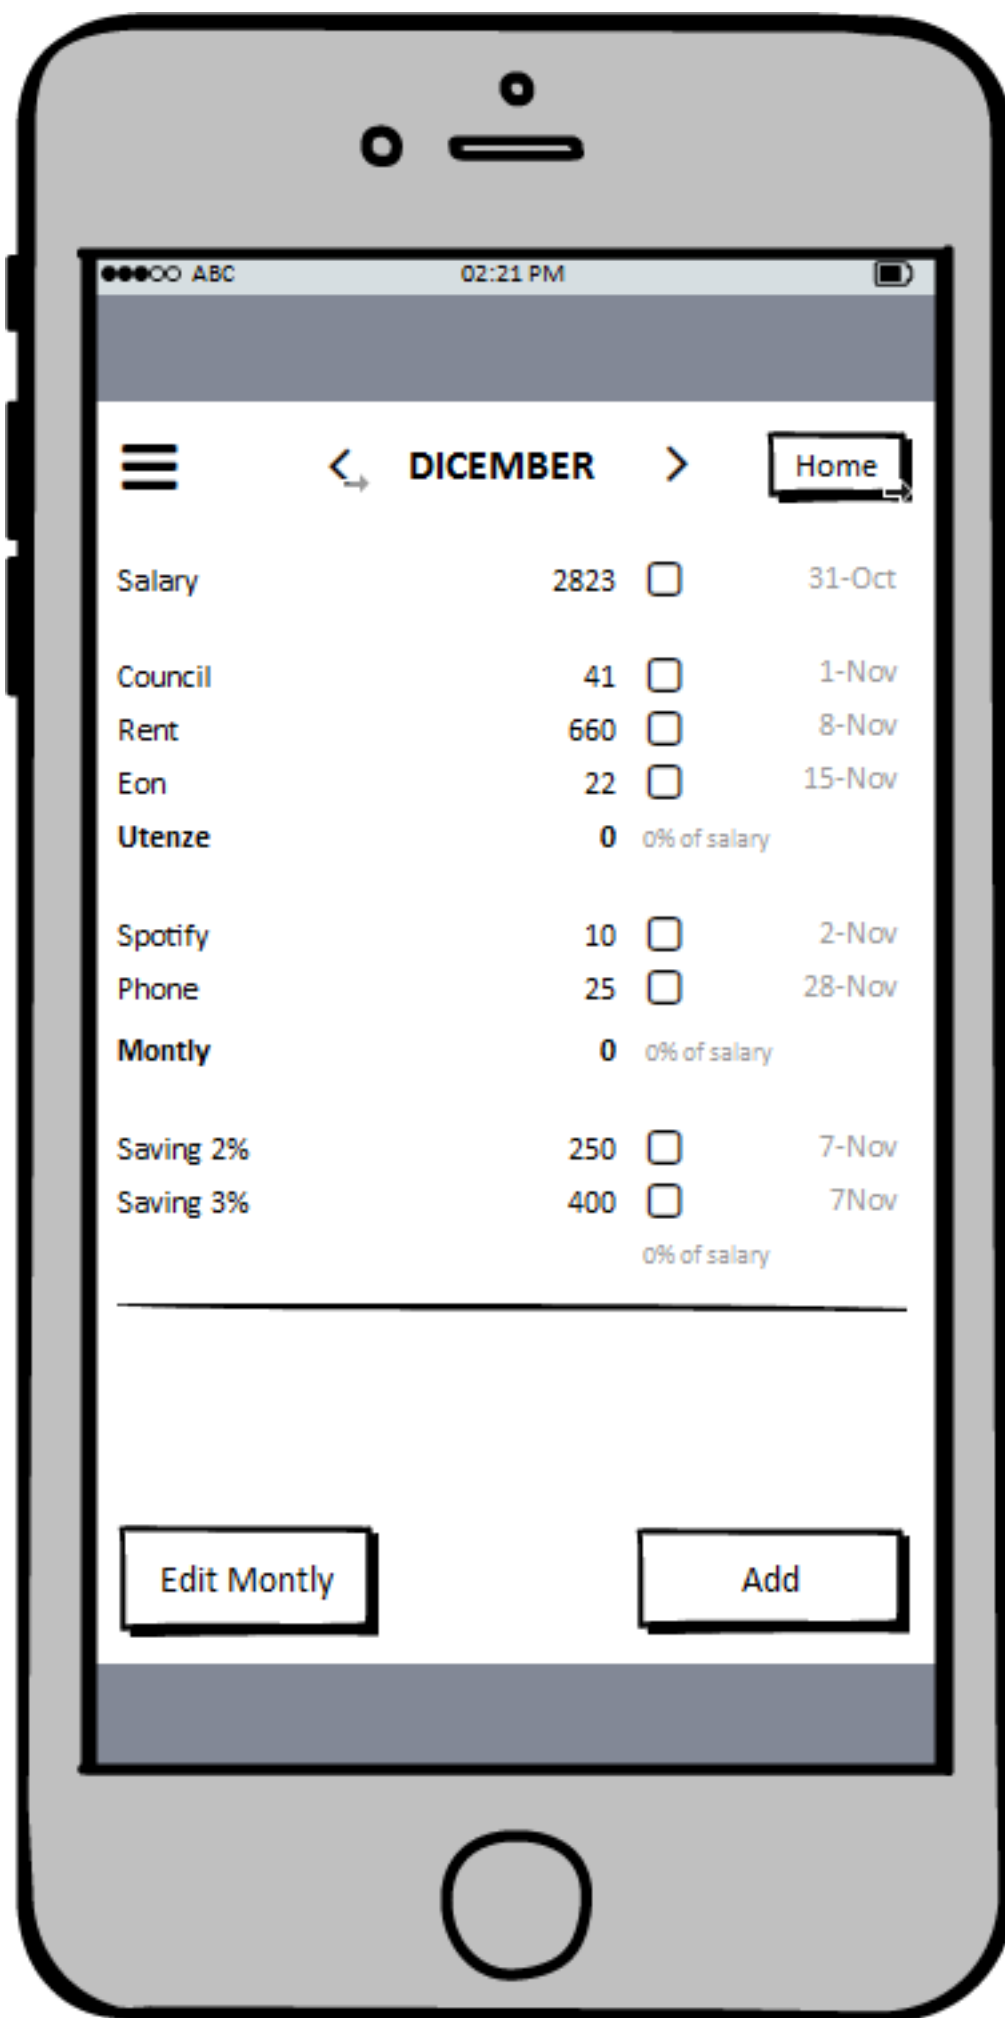 ABC 02:21 PM
DICEMBER Home
Salary 2823 31-Oct
Council 41 1-Nov
Rent 660 8-Nov
Eon 22 15-Nov
Utenze 0 0% of salary
Spotify 10 2-Nov
Phone 25 28-Nov
Montly 0 0% of salary
Saving 2% 250 7-Nov
Saving 3% 400 7Nov
0% of salary
Edit Montly Add